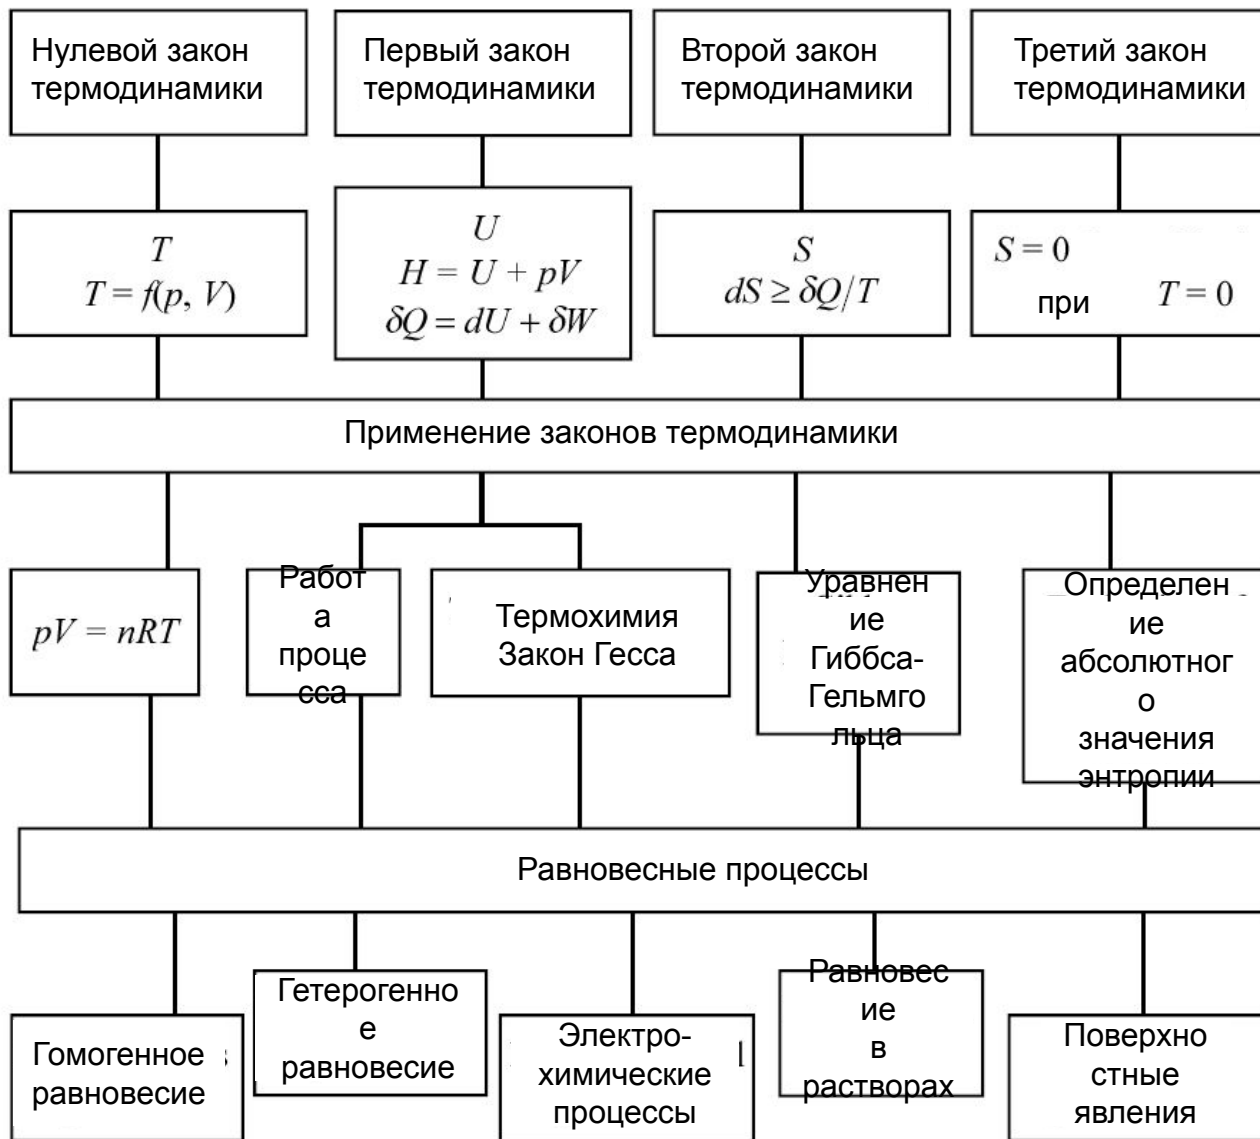 Нулевой закон
термодинамики
Первый закон
термодинамики
Второй закон
термодинамики
Третий закон
термодинамики
T
T = f(p, V)
U
H = U + pV
δQ = dU + δW
S
dS ≥ δQ/T
S = 0
при T = 0
Применение законов термодинамики
pV = nRT
Работ
а
проце
сса
Термохимия
Закон Гесса
Уравнен
ие
Гиббса-
Гельмго
льца
Определен
ие
абсолютног
о
значения
энтропии
Равновесные процессы
Гомогенное
равновесие
Гетерогенно
е
равновесие
Электро-
химические
процессы
Равновес
ие
в
растворах
Поверхно
стные
явления